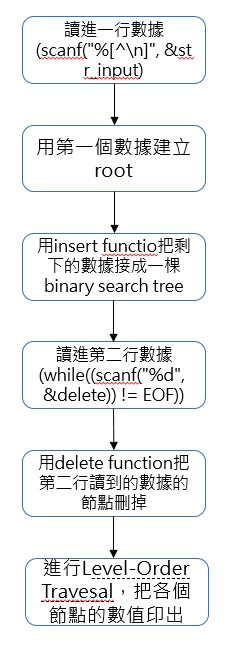 讀進一行數據
(scanf("%[^\n]", &st
r_input)
用第一個數據建立
root
用insert functio把剩
下的數據接成一棵
binary search tree
讀進第二行數據
(while((scanf("%d",
&delete)) != EOF))
用delete function把
第二行讀到的數據的
節點刪掉
進行Level-Order
Travesal，把各個
節點的數值印出